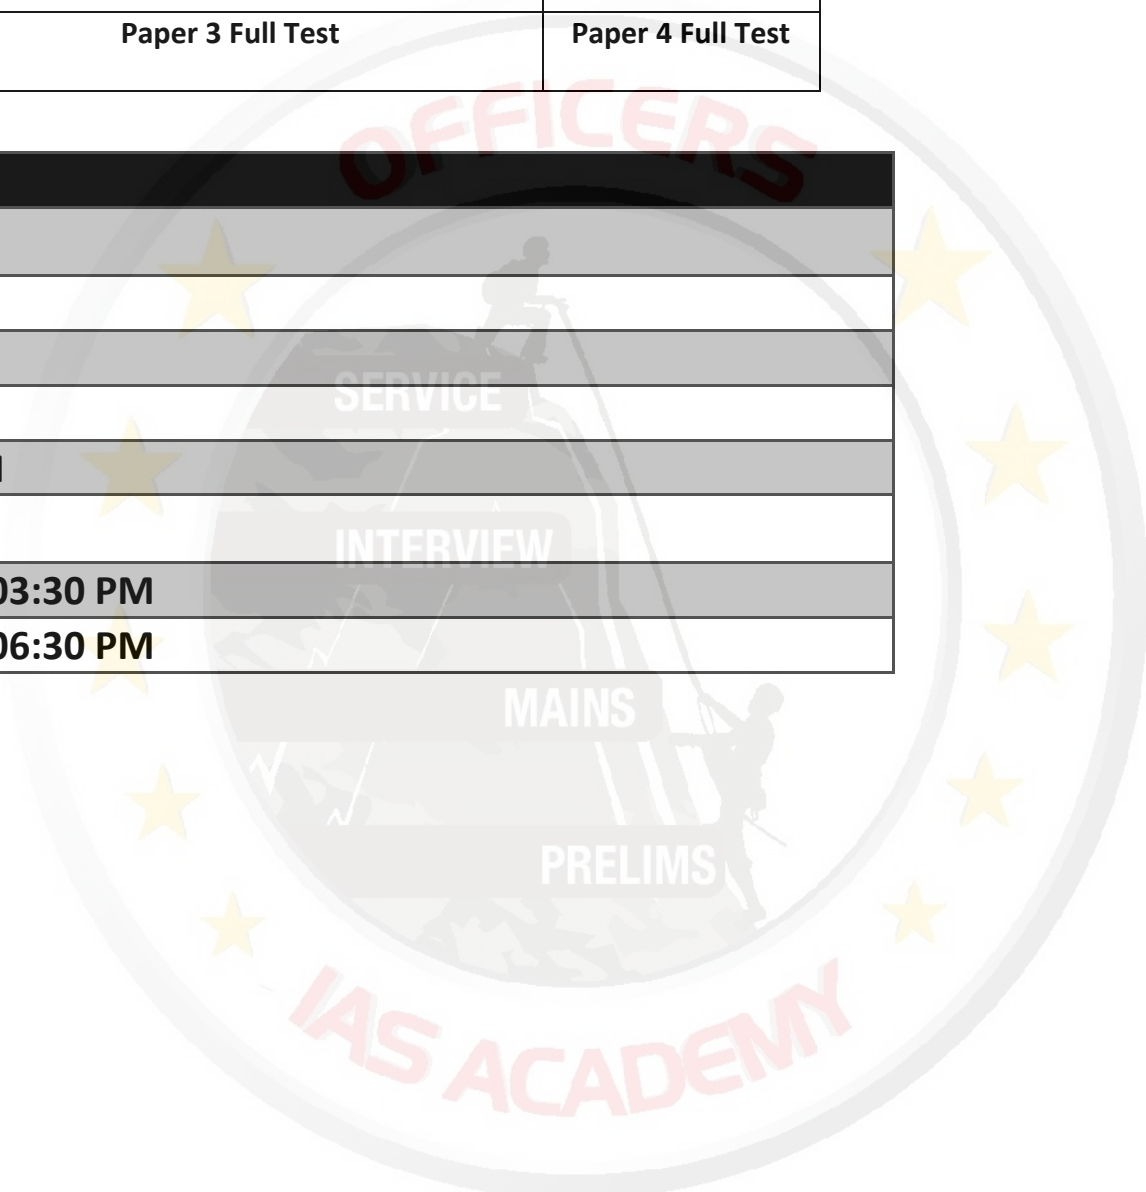 Paper 3 Full Test Paper 4 Full Test
OFFICERS
SERVICE
INTERVIEW
03:30 PM
06:30 PM
MAINS
PRELIMS
IAS ACADEMY